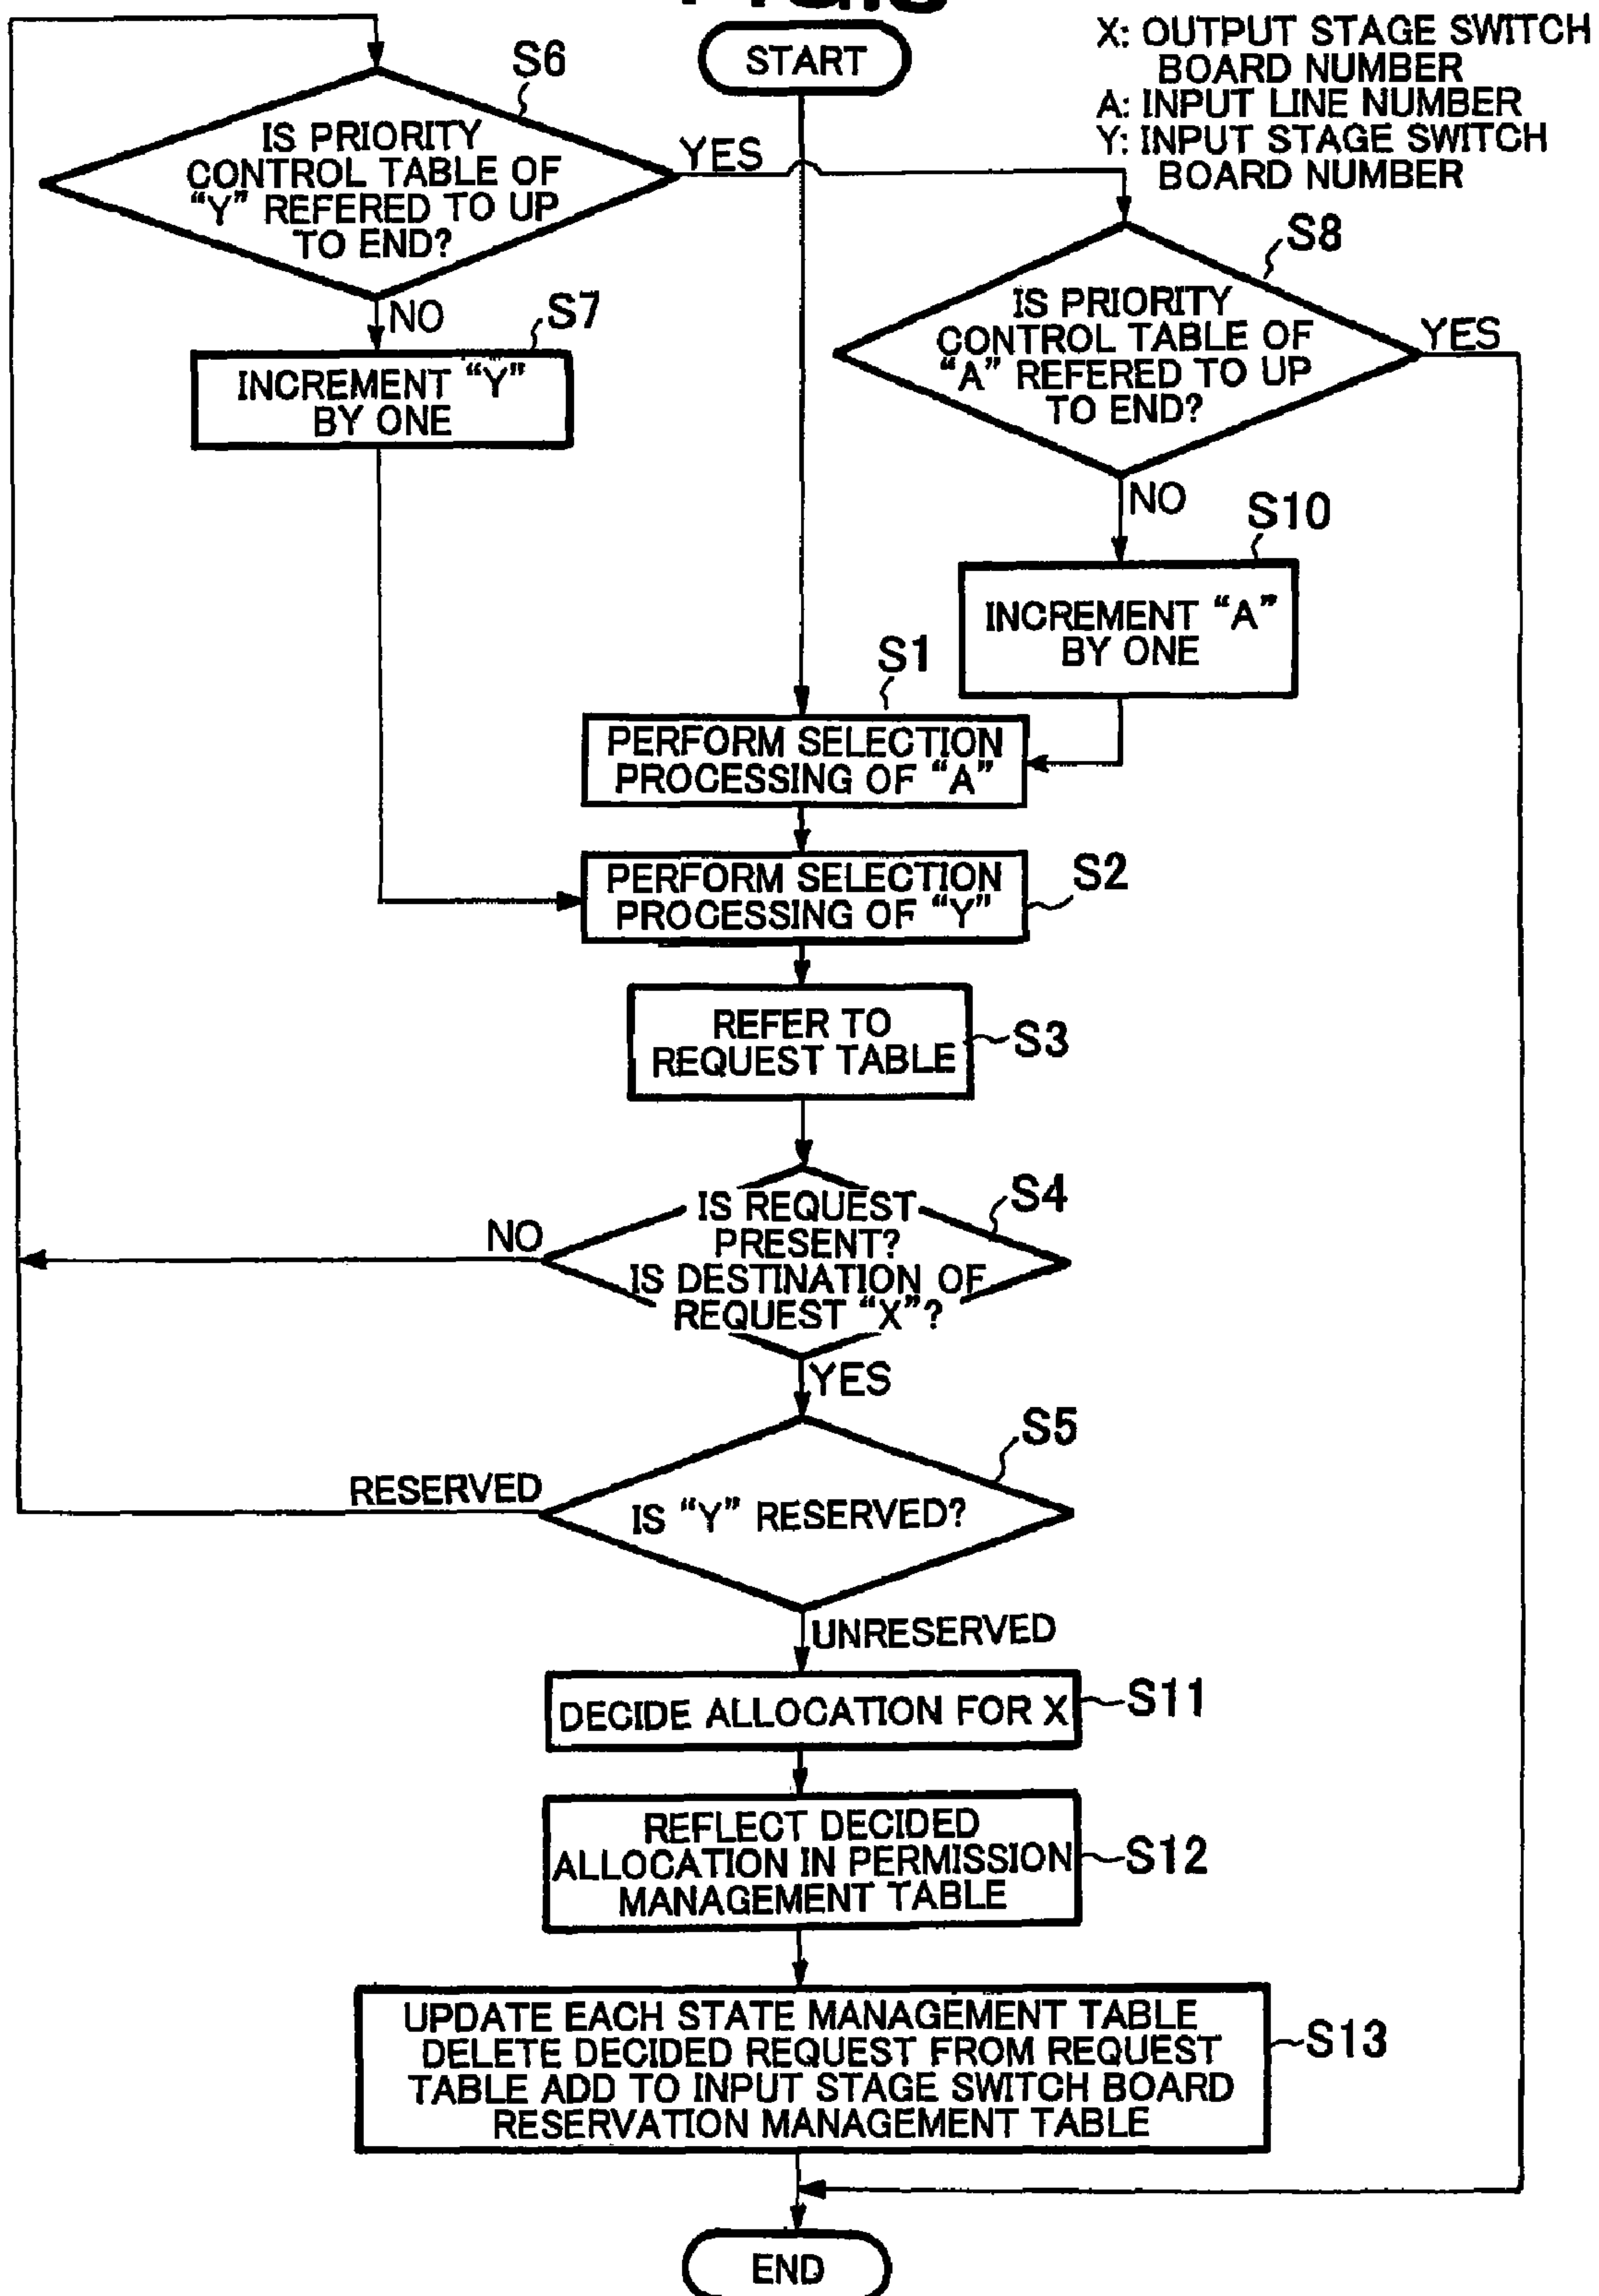 START
X: OUTPUT STAGE SWITCH
BOARD NUMBER
A: INPUT LINE NUMBER
Y: INPUT STAGE SWITCH
BOARD NUMBER
S6
IS PRIORITY
CONTROL TABLE OF
“Y” REFERED TO UP
TO END?
YES
NO
S7
INCREMENT “Y”
BY ONE
S8
IS PRIORITY
CONTROL TABLE OF
“A” REFERED TO UP
TO END?
YES
NO
S10
INCREMENT “A”
BY ONE
S1
PERFORM SELECTION
PROCESSING OF “A”
PERFORM SELECTION
PROCESSING OF “Y”
S2
REFER TO
REQUEST TABLE
S3
IS REQUEST
PRESENT?
IS DESTINATION OF
REQUEST “X”?
S4
NO
YES
S5
RESERVED
IS “Y” RESERVED?
UNRESERVED
DECIDE ALLOCATION FOR X
S11
REFLECT DECIDED
ALLOCATION IN PERMISSION
MANAGEMENT TABLE
S12
UPDATE EACH STATE MANAGEMENT TABLE
DELETE DECIDED REQUEST FROM REQUEST
TABLE ADD TO INPUT STAGE SWITCH BOARD
RESERVATION MANAGEMENT TABLE
S13
END